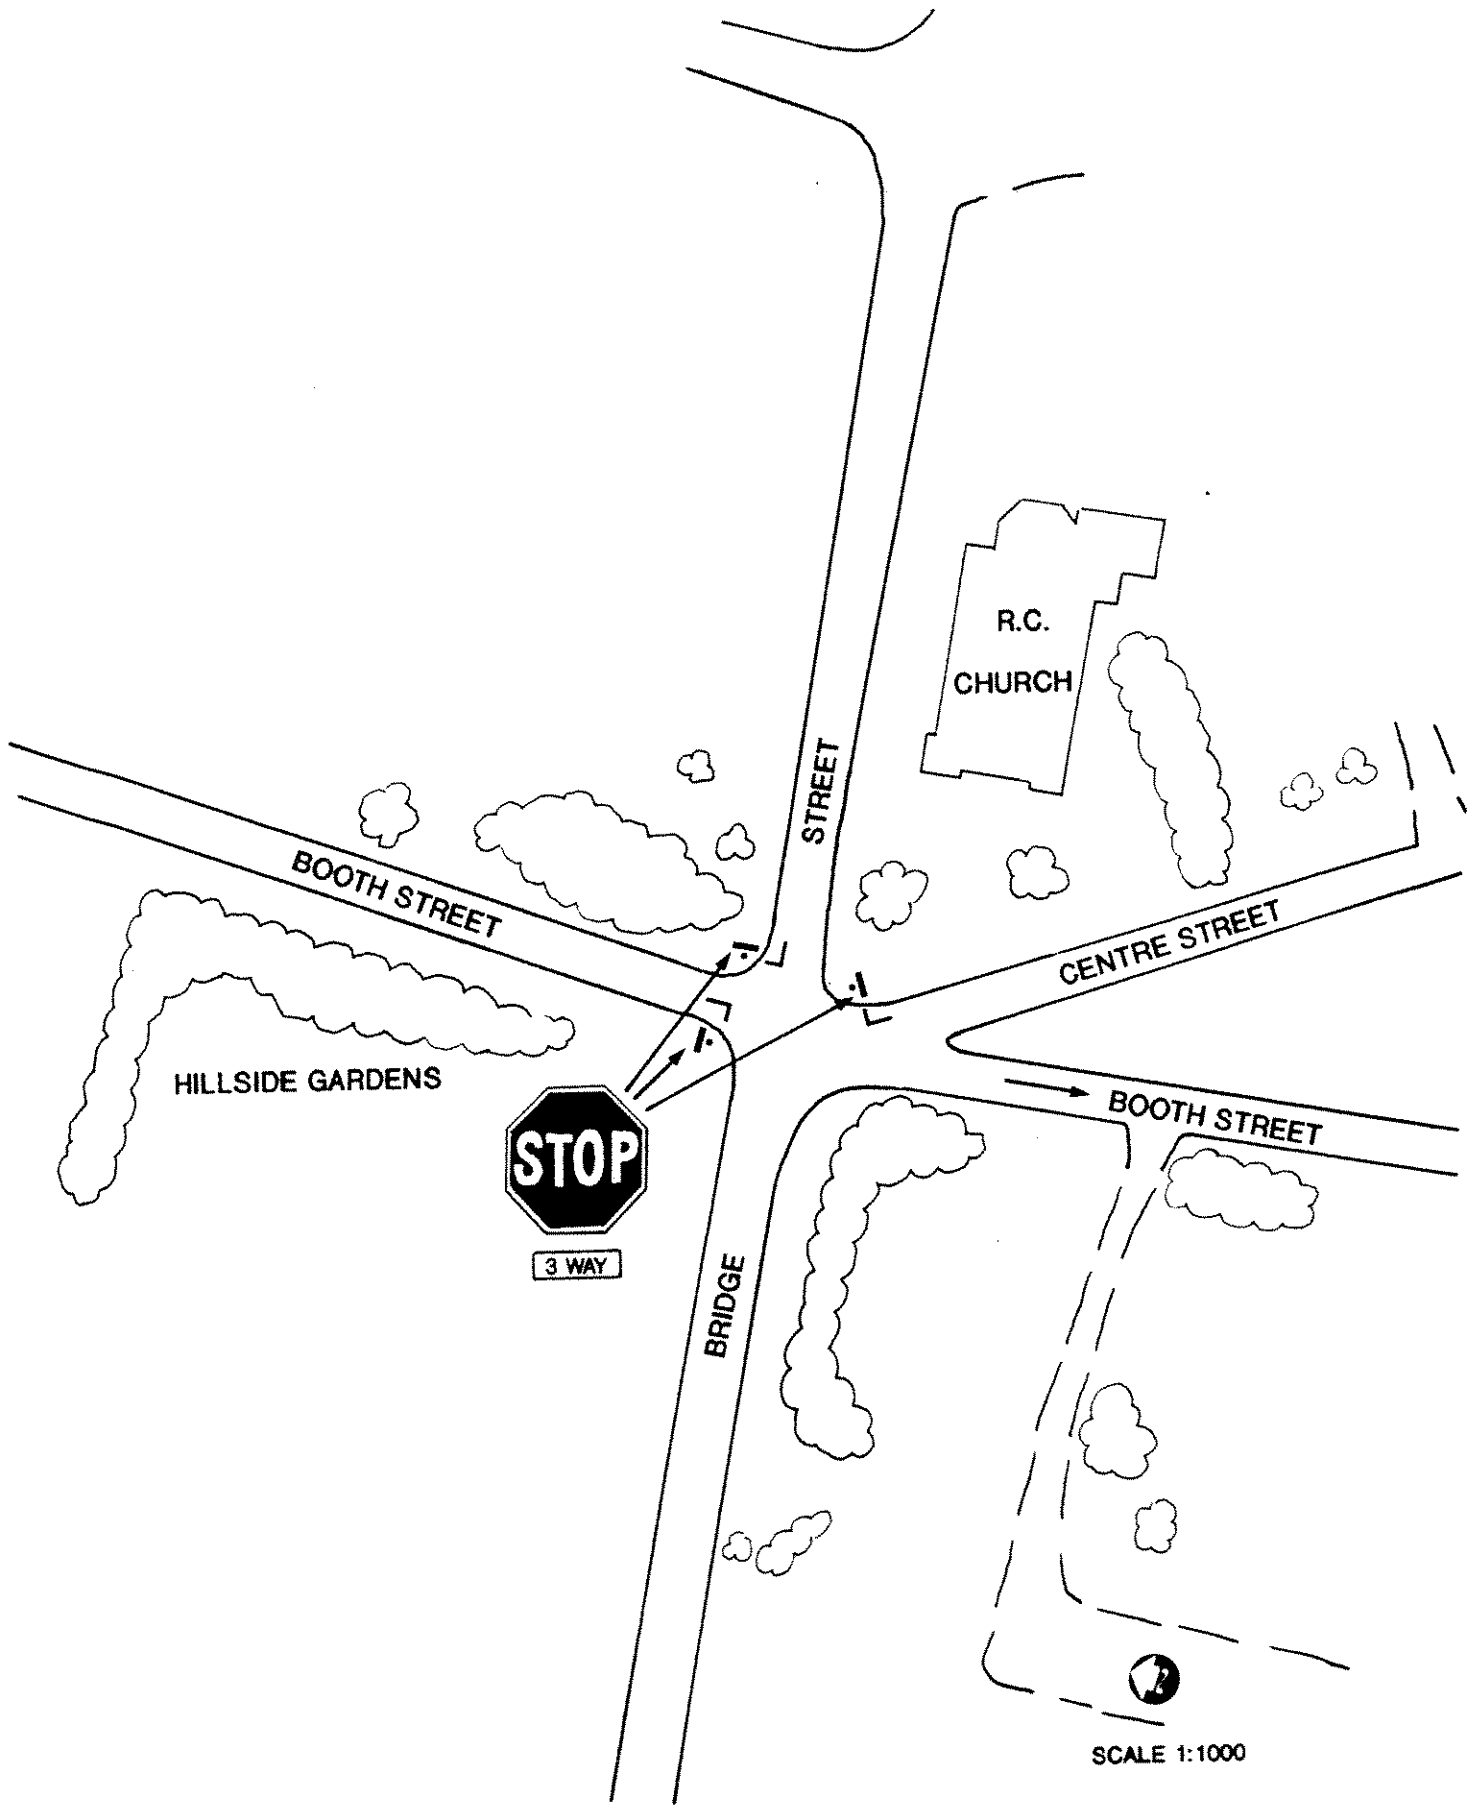 R.C.
CHURCH
STREET
BOOTH STREET
CENTRE STREET
HILLSIDE GARDENS
BOOTH STREET
STOP
3 WAY
BRIDGE
SCALE 1:1000